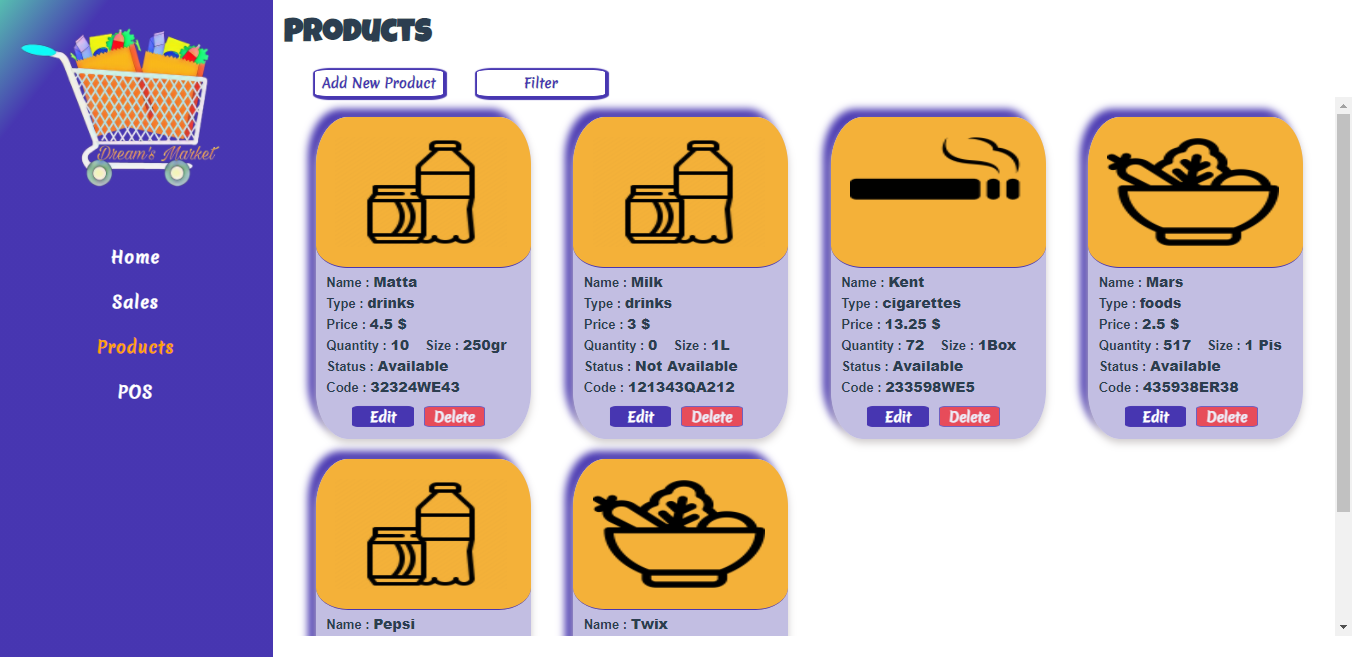 PRODUCTS
Dream's Market
Add New Product
Filter
Home
Sales
Products
POS
Name : Matta
Type : drinks
Price : 4.5 $
Quantity : 10 Size : 250gr
Status : Available
Code : 32324WE43
Edit Delete
Name : Milk
Type : drinks
Price : 3 $
Quantity : 0 Size : 1L
Status : Not Available
Code : 121343QA212
Edit Delete
Name : Kent
Type : cigarettes
Price : 13.25 $
Quantity : 72 Size : 1Box
Status : Available
Code : 233598WE5
Edit Delete
Name : Mars
Type : foods
Price : 2.5 $
Quantity : 517 Size : 1 Pis
Status : Available
Code : 435938ER38
Edit Delete
Name : Pepsi
Name : Twix